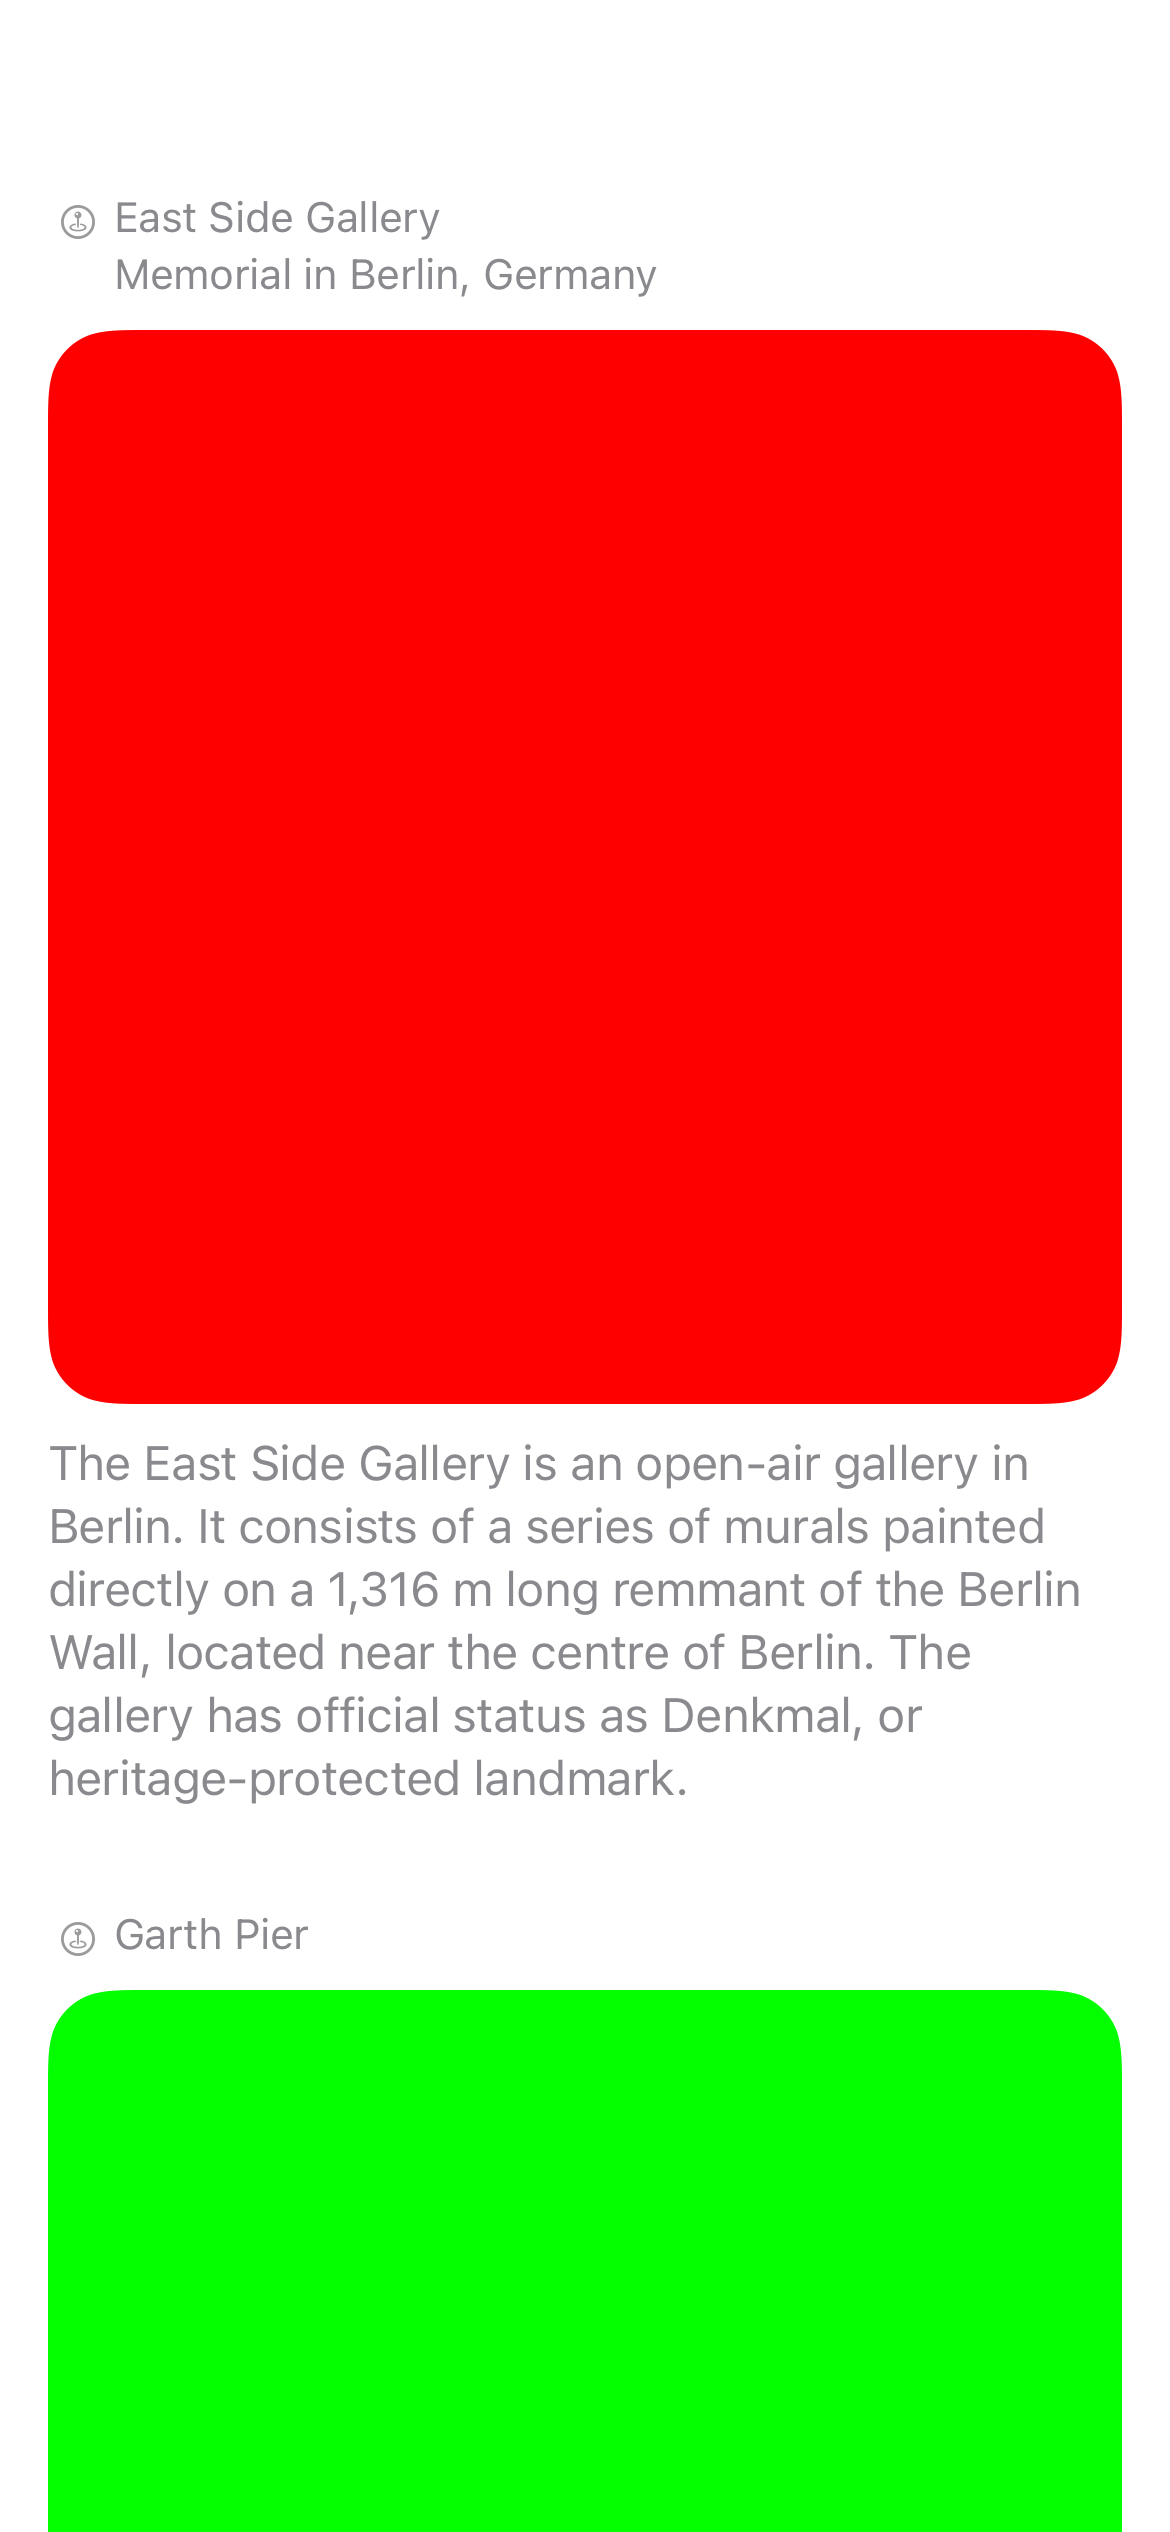 East Side Gallery
Memorial in Berlin, Germany
The East Side Gallery is an open-air gallery in
Berlin. It consists of a series of murals painted
directly on a 1,316 m long remmant of the Berlin
Wall, located near the centre of Berlin. The
gallery has official status as Denkmal, or
heritage-protected landmark.
Garth Pier